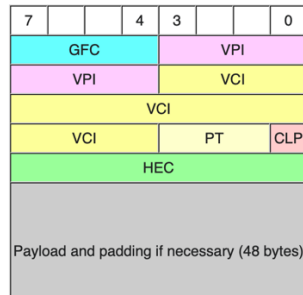 7 4 3 0
GFC VPI
VPI VCI
VCI
VCI PT CLP
HEC
Payload and padding if necessary (48 bytes)